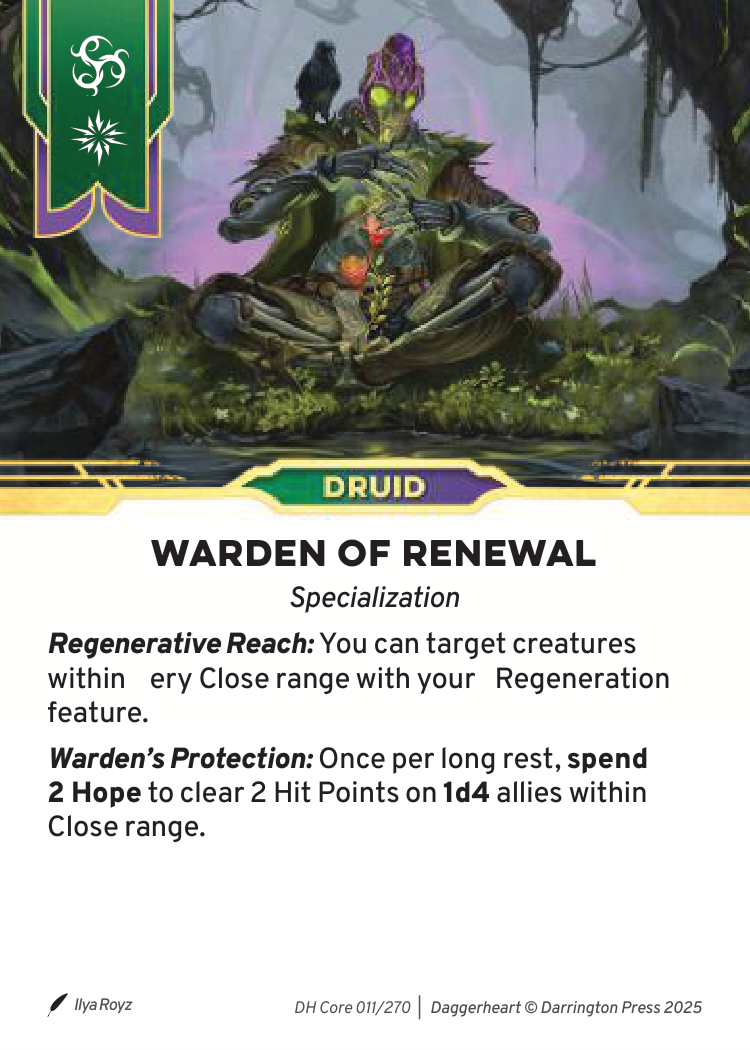 DRUID
WARDEN OF RENEWAL
Specialization
Regenerative Reach: You can target creatures
within ery Close range with your Regeneration
feature.
Warden’s Protection: Once per long rest, spend
2 Hope to clear 2 Hit Points on 1d4 allies within
Close range.
Ilya Royz
DH Core 011/270 | Daggerheart © Darrington Press 2025